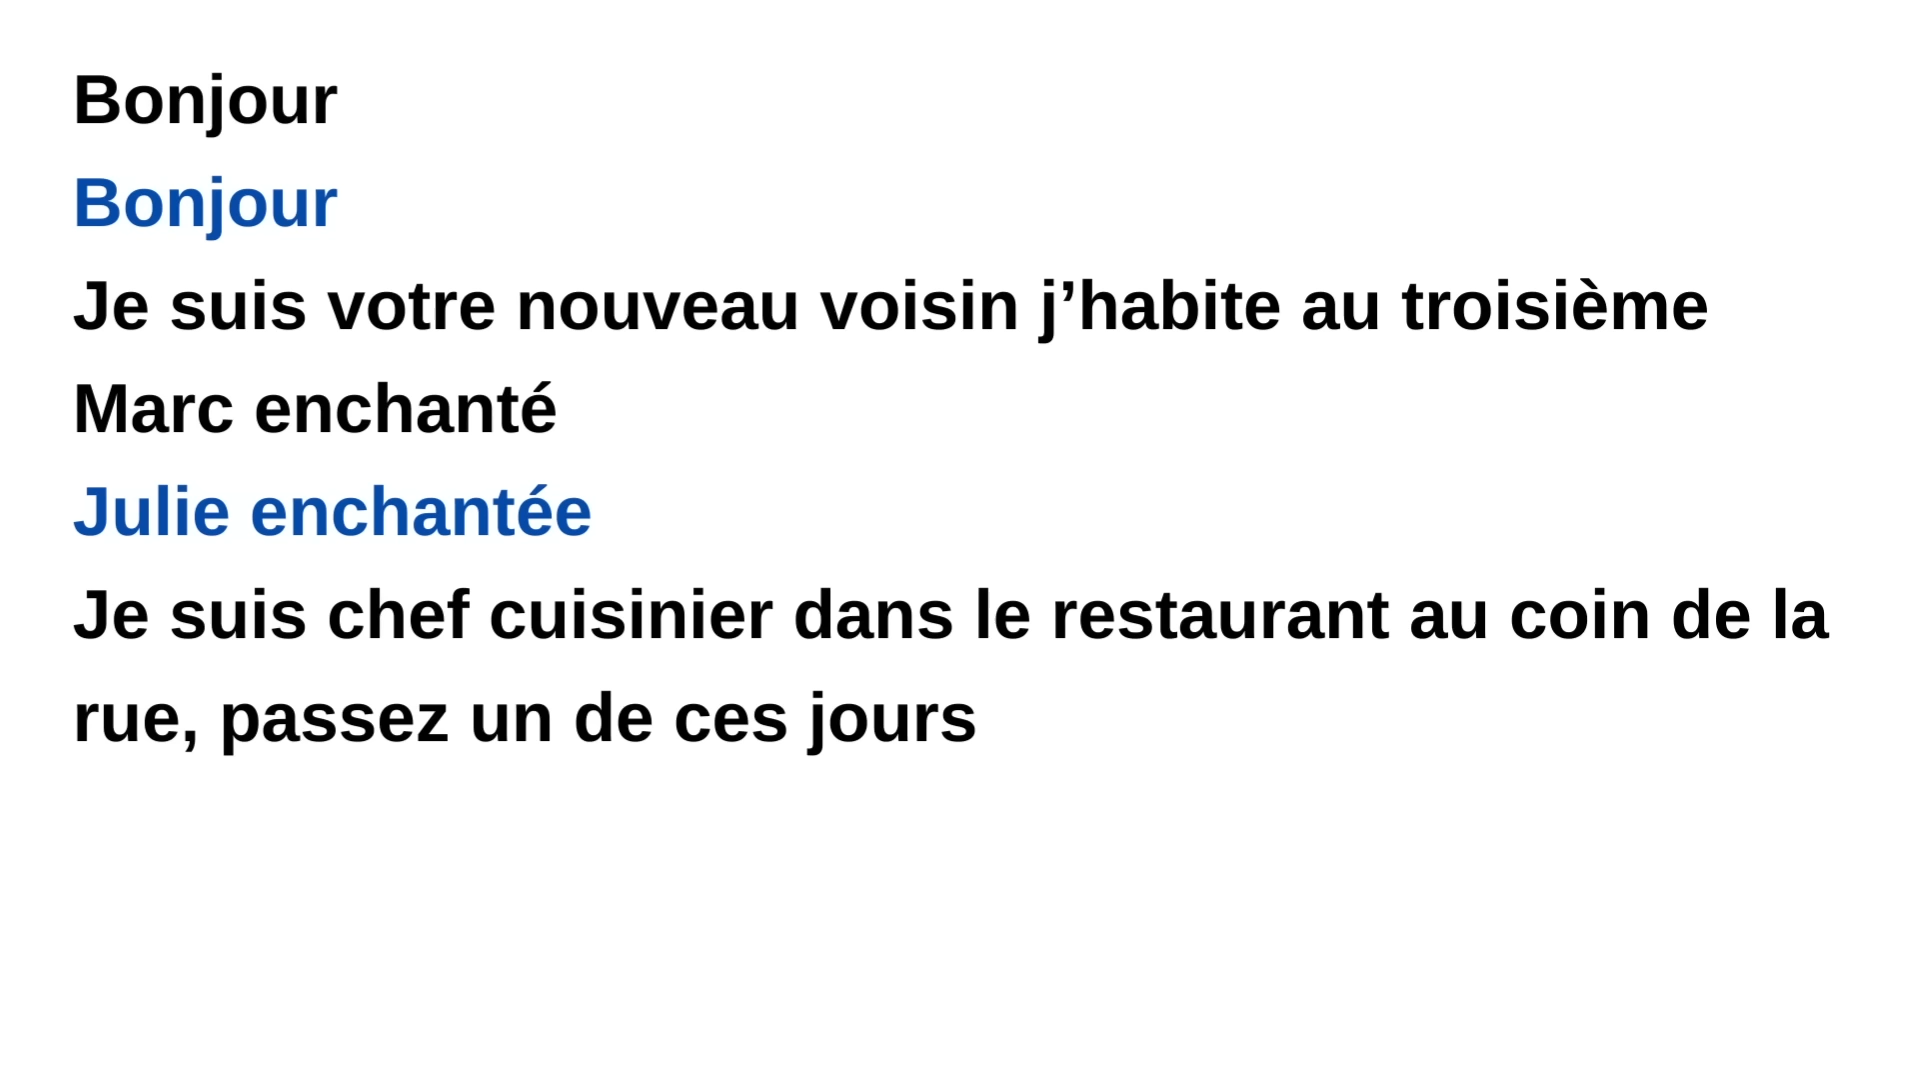 Bonjour
Bonjour
Je suis votre nouveau voisin j’habite au troisième
Marc enchanté
Julie enchantée
Je suis chef cuisinier dans le restaurant au coin de la
rue, passez un de ces jours